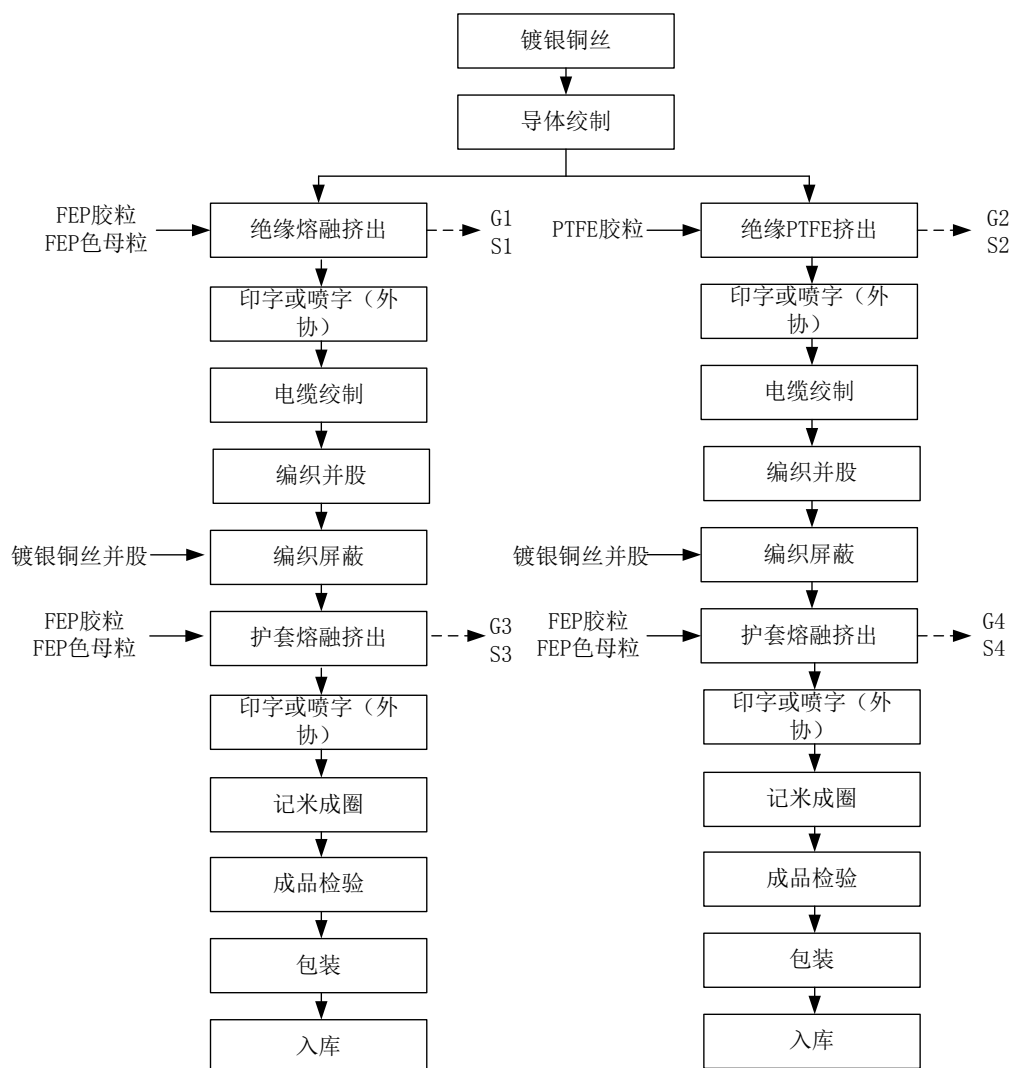 镀银铜丝
导体绞制
FEP胶粒
FEP色母粒
绝缘熔融挤出
G1
S1
PTFE胶粒
绝缘PTFE挤出
G2
S2
印字或喷字（外
协）
印字或喷字（外
协）
电缆绞制
电缆绞制
编织并股
编织并股
镀银铜丝并股
编织屏蔽
镀银铜丝并股
编织屏蔽
FEP胶粒
FEP色母粒
护套熔融挤出
G3
S3
FEP胶粒
FEP色母粒
护套熔融挤出
G4
S4
印字或喷字（外
协）
印字或喷字（外
协）
记米成圈
记米成圈
成品检验
成品检验
包装
包装
入库
入库